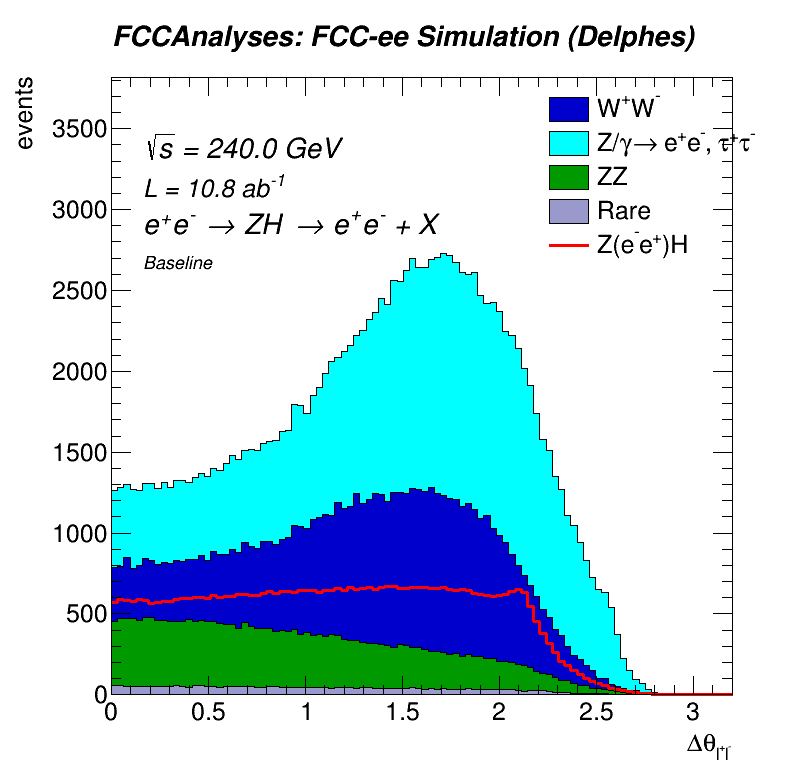 FCCAnalyses: FCC-ee Simulation (Delphes)
events
√s = 240.0 GeV
L = 10.8 ab⁻¹
e⁺e⁻ → ZH → e⁺e⁻ + X
Baseline
W⁺W⁻
Z/γ→ e⁺e⁻, τ⁺τ⁻
ZZ
Rare
Z(e⁻e⁺)H
3500
3000
2500
2000
1500
1000
500
0
0 0.5 1 1.5 2 2.5 3
Δθ_l⁺l⁻